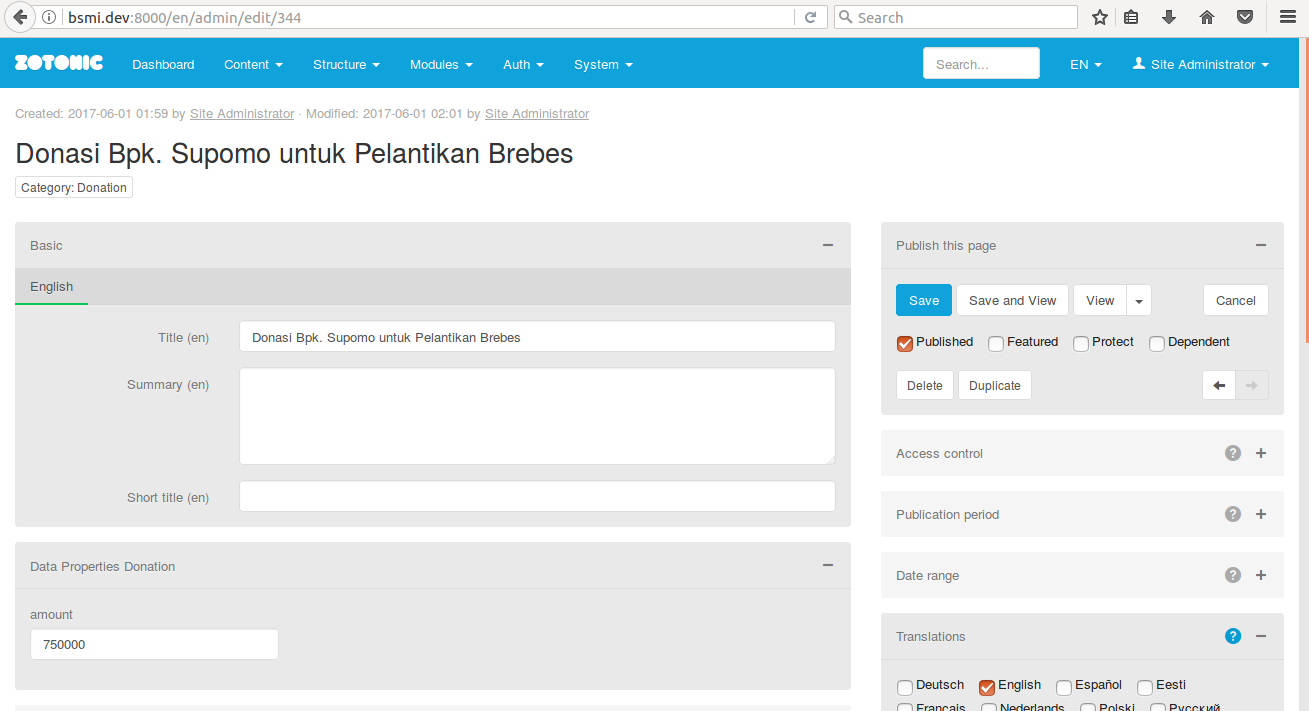 bsmi.dev:8000/en/admin/edit/344
Search
ZOTONIC Dashboard Content Structure Modules Auth System Search... EN Site Administrator
Created: 2017-06-01 01:59 by Site Administrator · Modified: 2017-06-01 02:01 by Site Administrator
Donasi Bpk. Supomo untuk Pelantikan Brebes
Category: Donation
Basic
English
Title (en) Donasi Bpk. Supomo untuk Pelantikan Brebes
Summary (en)
Short title (en)
Data Properties Donation
amount
750000
Publish this page
Save Save and View View Cancel
Published Featured Protect Dependent
Delete Duplicate
Access control ?
Publication period ?
Date range ?
Translations ?
Deutsch English Español Eesti
Français Nederlands Polski Русский